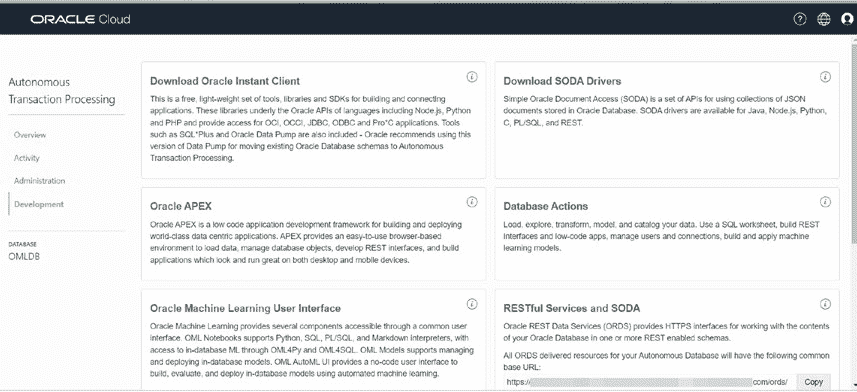 ORACLE Cloud
Autonomous
Transaction Processing
Overview
Activity
Administration
Development
DATABASE
OMLDB
Download Oracle Instant Client
This is a free, light-weight set of tools, libraries and SDKs for building and connecting
applications. These libraries underly the Oracle APIs of languages including Node.js, Python
and PHP and provide access for OCI, OCCI, JDBC, ODBC and Pro*C applications. Tools
such as SQL*Plus and Oracle Data Pump are also included - Oracle recommends using this
version of Data Pump for moving existing Oracle Database schemas to Autonomous
Transaction Processing.
Download SODA Drivers
Simple Oracle Document Access (SODA) is a set of APIs for using collections of JSON
documents stored in Oracle Database. SODA drivers are available for Java, Node.js, Python,
C, PL/SQL, and REST.
Oracle APEX
Oracle APEX is a low code application development framework for building and deploying
world-class data centric applications. APEX provides an easy-to-use browser-based
environment to load data, manage database objects, develop REST interfaces, and build
applications which look and run great on both desktop and mobile devices.
Database Actions
Load, explore, transform, model, and catalog your data. Use a SQL worksheet, build REST
interfaces and low-code apps, manage users and connections, build and apply machine
learning models.
Oracle Machine Learning User Interface
Oracle Machine Learning provides several components accessible through a common user
interface. OML Notebooks supports Python, SQL, PL/SQL, and Markdown interpreters, with
access to in-database ML through OML4Py and OML4SQL. OML Models supports managing
and deploying in-database models. OML AutoML UI provides a no-code user interface to
build, evaluate, and deploy in-database models using automated machine learning.
RESTful Services and SODA
Oracle REST Data Services (ORDS) provides HTTPS interfaces for working with the contents
of your Oracle Database in one or more REST enabled schemas.
All ORDS delivered resources for your Autonomous Database will have the following common
base URL:
https:// com/ords/ Copy